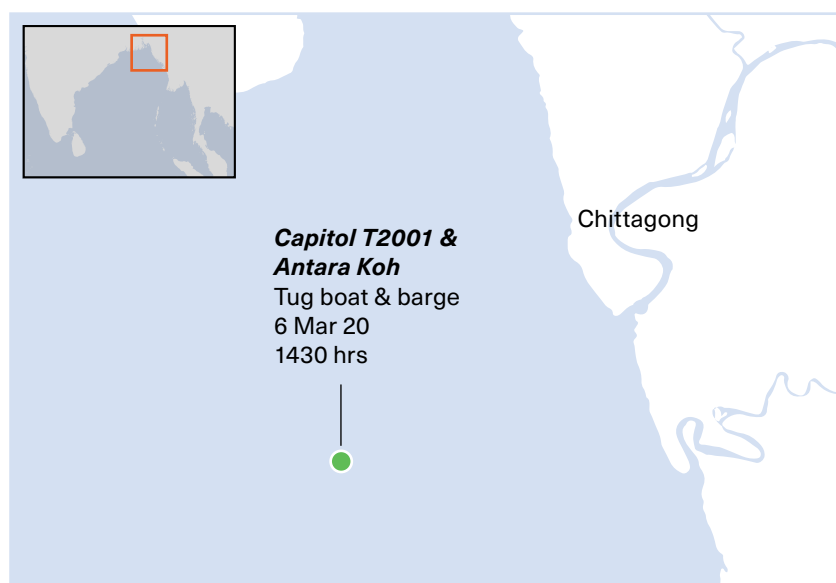 Capitol T2001 &
Antara Koh
Tug boat & barge
6 Mar 20
1430 hrs
Chittagong